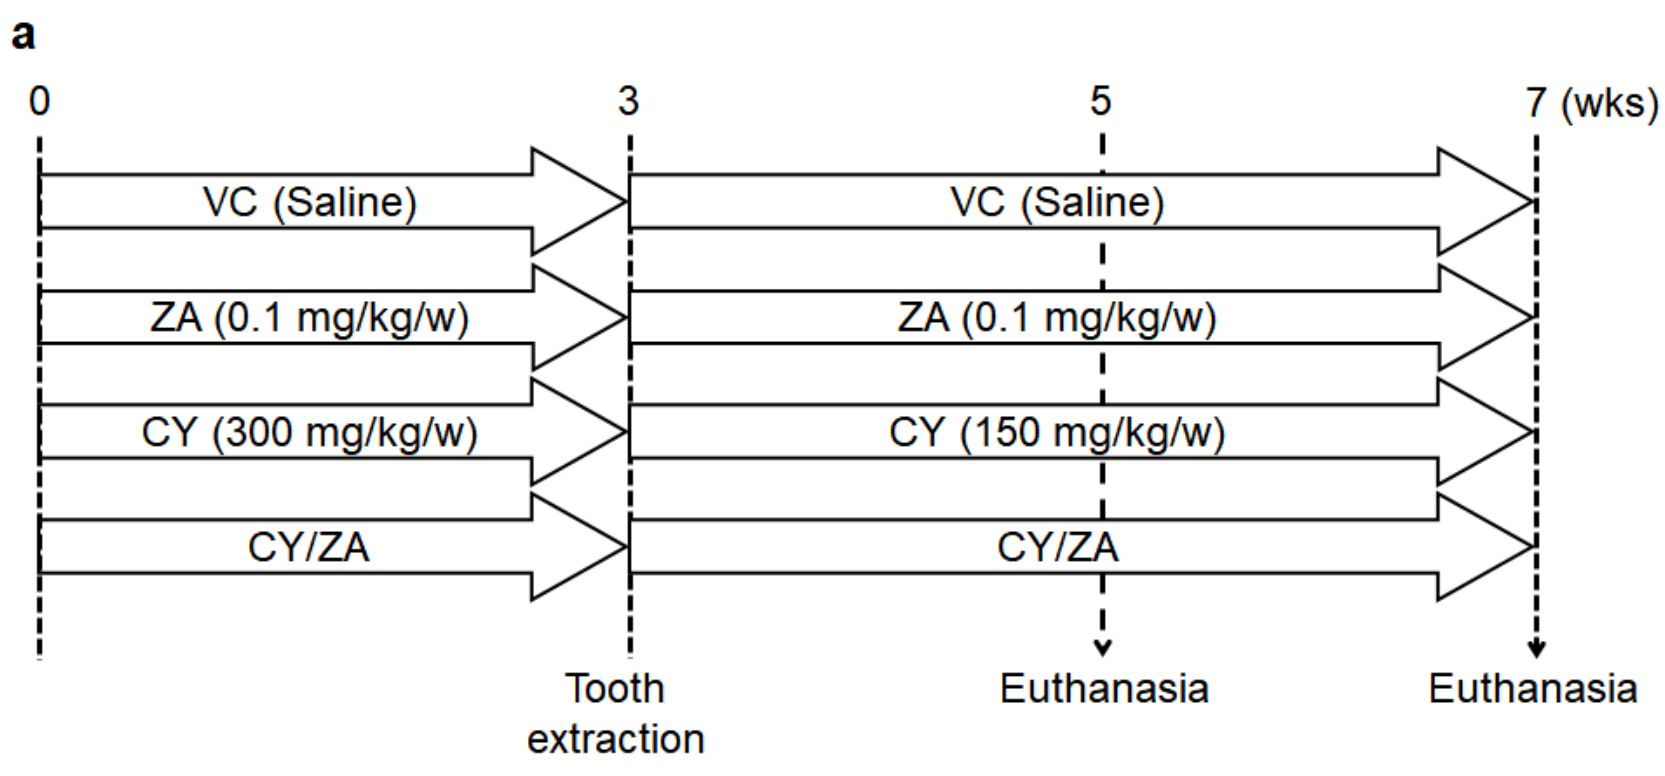 a
0 3 5 7 (wks)
VC (Saline) VC (Saline)
ZA (0.1 mg/kg/w) ZA (0.1 mg/kg/w)
CY (300 mg/kg/w) CY (150 mg/kg/w)
CY/ZA CY/ZA
Tooth Euthanasia Euthanasia
extraction